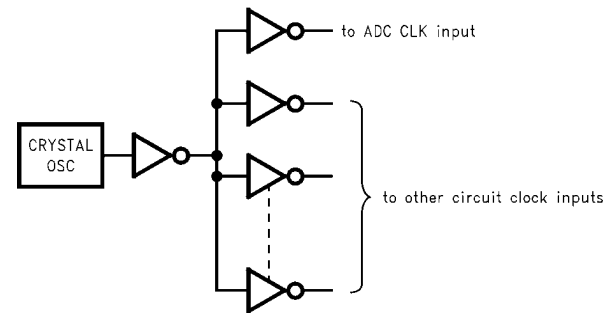 to ADC CLK input
CRYSTAL
OSC
to other circuit clock inputs